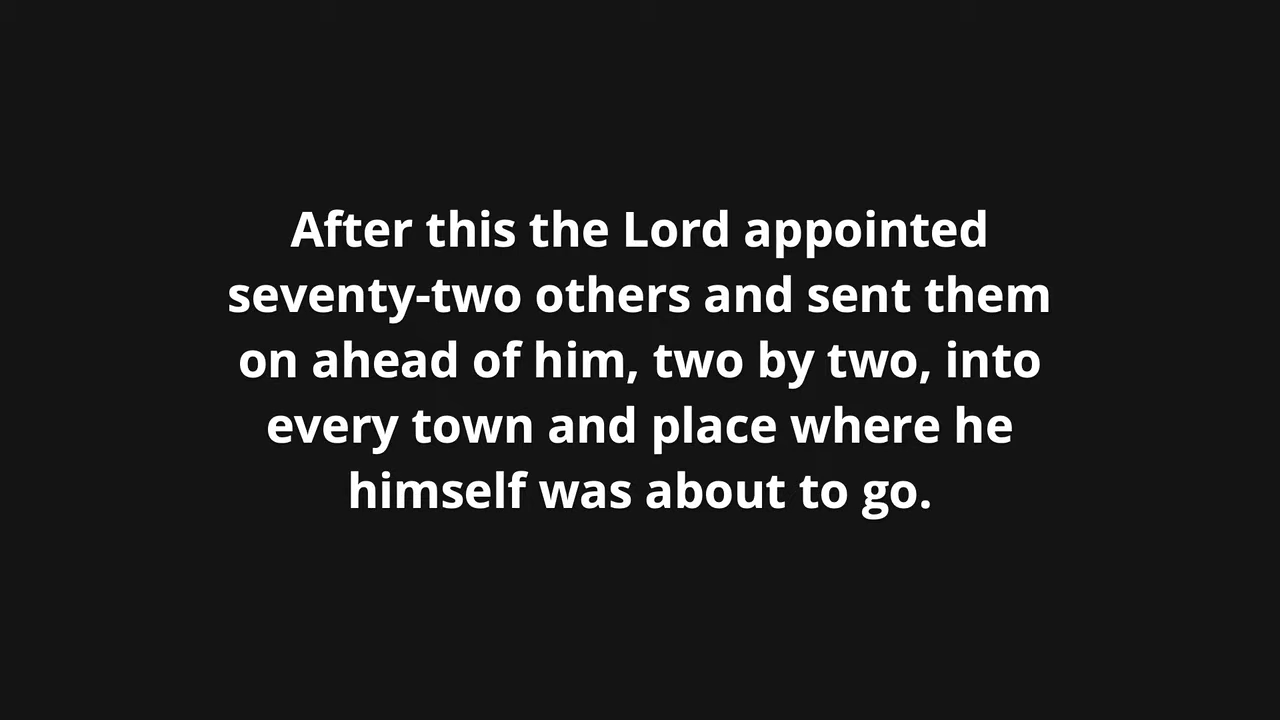 After this the Lord appointed
seventy-two others and sent them
on ahead of him, two by two, into
every town and place where he
himself was about to go.